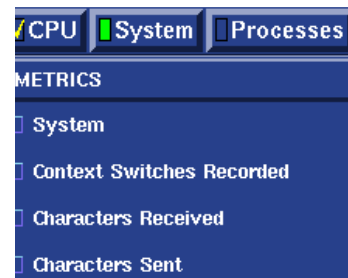 CPU System Processes
METRICS
System
Context Switches Recorded
Characters Received
Characters Sent